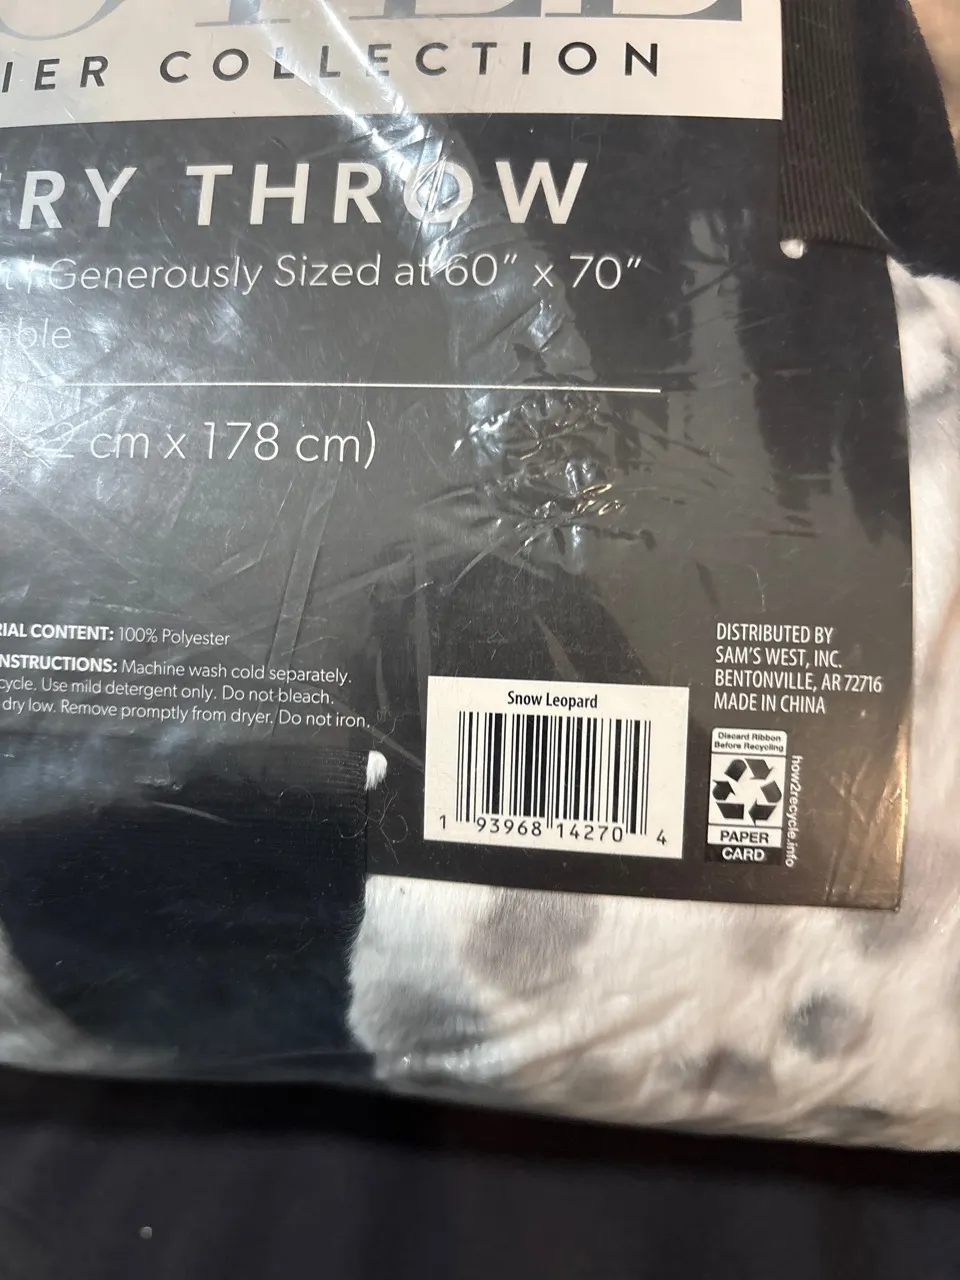 IER COLLECTION
RY THROW
Generously Sized at 60" x 70"
cm x 178 cm)
IAL CONTENT: 100% Polyester
NSTRUCTIONS: Machine wash cold separately.
cycle. Use mild detergent only. Do not bleach.
dry low. Remove promptly from dryer. Do not iron.
DISTRIBUTED BY
SAM'S WEST, INC.
BENTONVILLE, AR 72716
MADE IN CHINA
Snow Leopard
1 93968 14270 4
Discard Ribbon
Before Recycling
PAPER
CARD
how2recycle.info